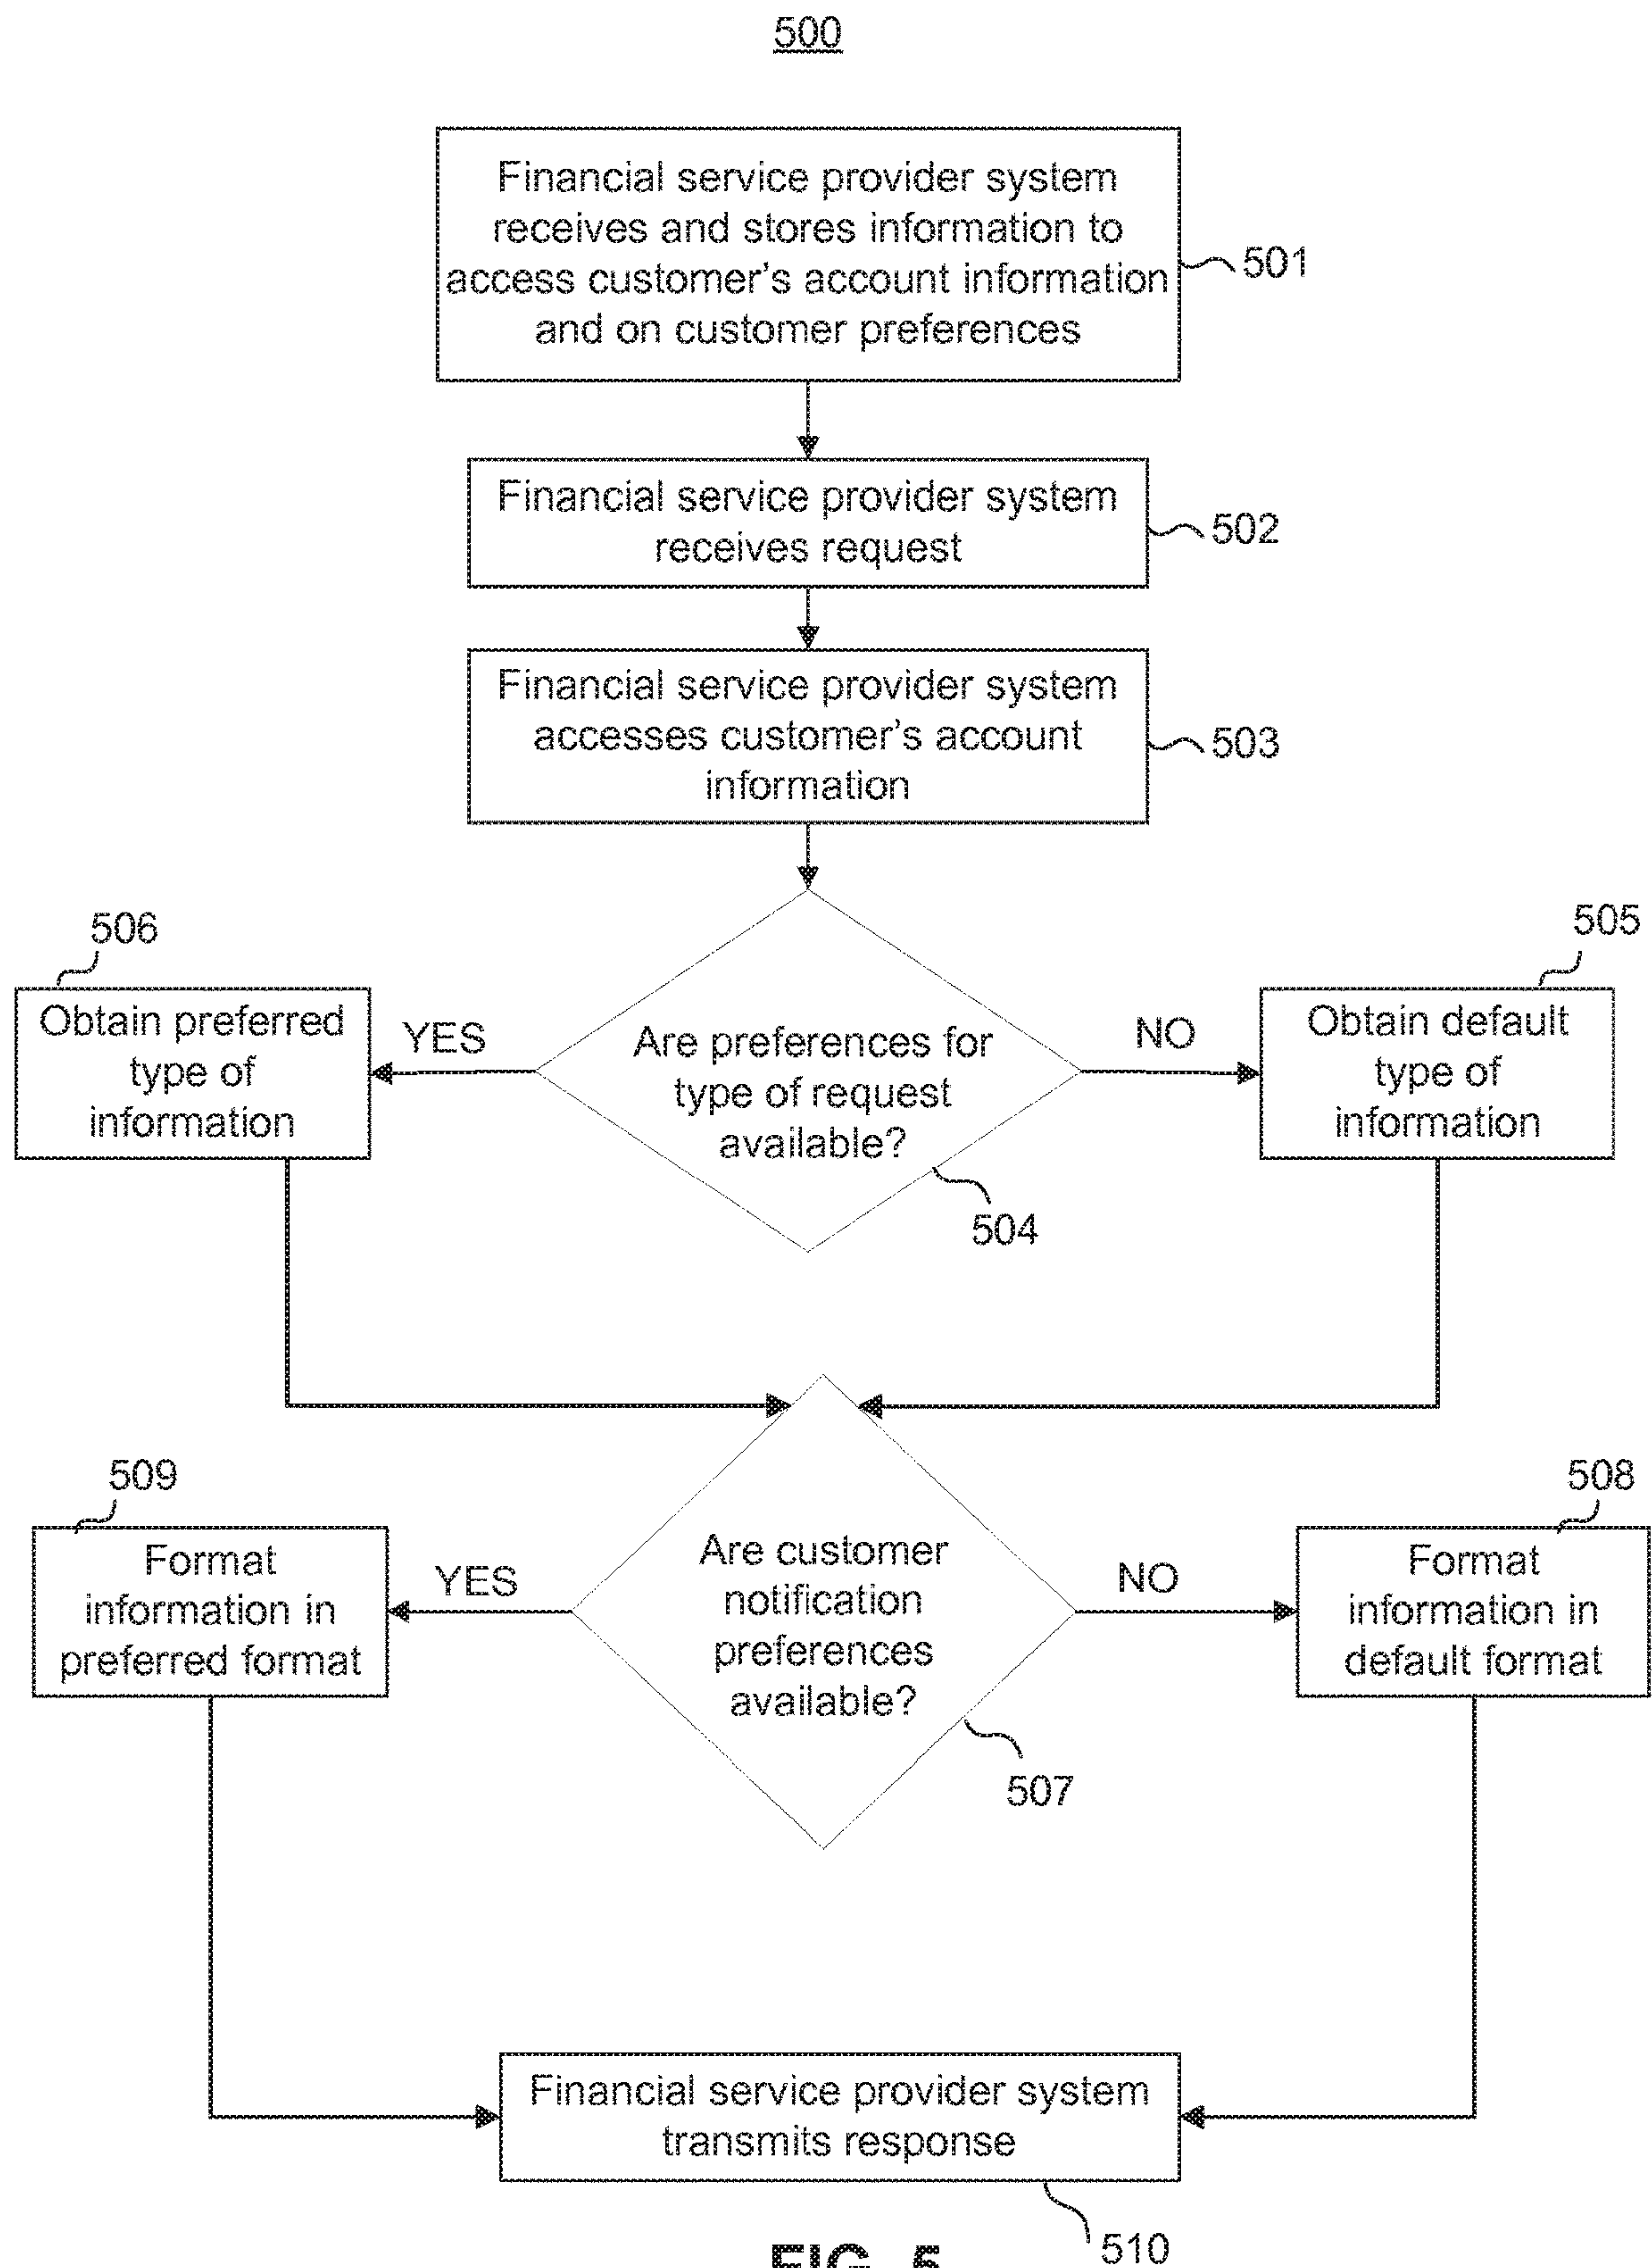 500
Financial service provider system
receives and stores information to
access customer's account information
and on customer preferences
501
Financial service provider system
receives request
502
Financial service provider system
accesses customer's account
information
503
506
505
Obtain preferred
type of
information
YES
Are preferences for
type of request
available?
NO
Obtain default
type of
information
504
509
508
Format
information in
preferred format
YES
Are customer
notification
preferences
available?
NO
Format
information in
default format
507
Financial service provider system
transmits response
510
FIG. 5